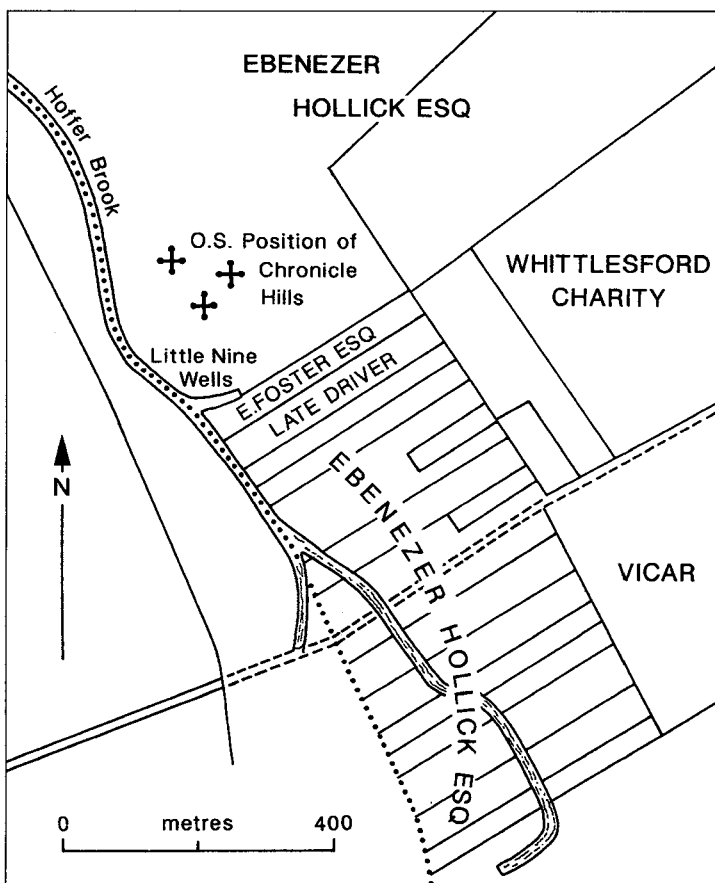 EBENEZER
HOLLICK ESQ
Hoffer Brook
O.S. Position of
Chronicle
Hills
WHITTLESFORD
CHARITY
Little Nine
Wells
E.FOSTER ESQ
LATE DRIVER
EBENEZER HOLLICK ESQ
N
VICAR
0 metres 400